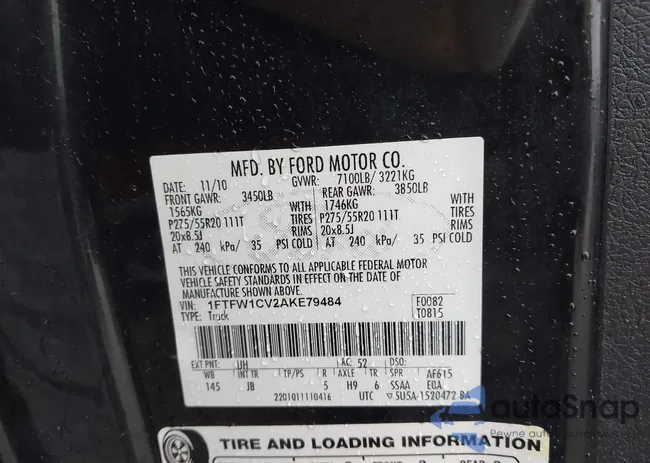 MFD. BY FORD MOTOR CO.
DATE: 11/10 GVWR: 7100LB/ 3221KG
FRONT GAWR: 3450LB REAR GAWR: 3850LB
1565KG WITH 1746KG WITH
P275/55R20 111T TIRES P275/55R20 111T TIRES
20x8.5J RIMS 20x8.5J RIMS
AT 240 kPa/ 35 PSI COLD AT 240 kPa/ 35 PSI COLD
THIS VEHICLE CONFORMS TO ALL APPLICABLE FEDERAL MOTOR
VEHICLE SAFETY STANDARDS IN EFFECT ON THE DATE OF
MANUFACTURE SHOWN ABOVE.
VIN: 1FTFW1CV2AKE79484 F0082
TYPE: Truck T0815
EXT PNT: UH RC: 52 DSO:
WB INT TR TP/PS R AXLE TR SPR AE615
145 JB 5 H9 6 SSAA E0A
2201011110416 UTC 5U5A-1520472-BA
autoSnap
TIRE AND LOADING INFORMATION